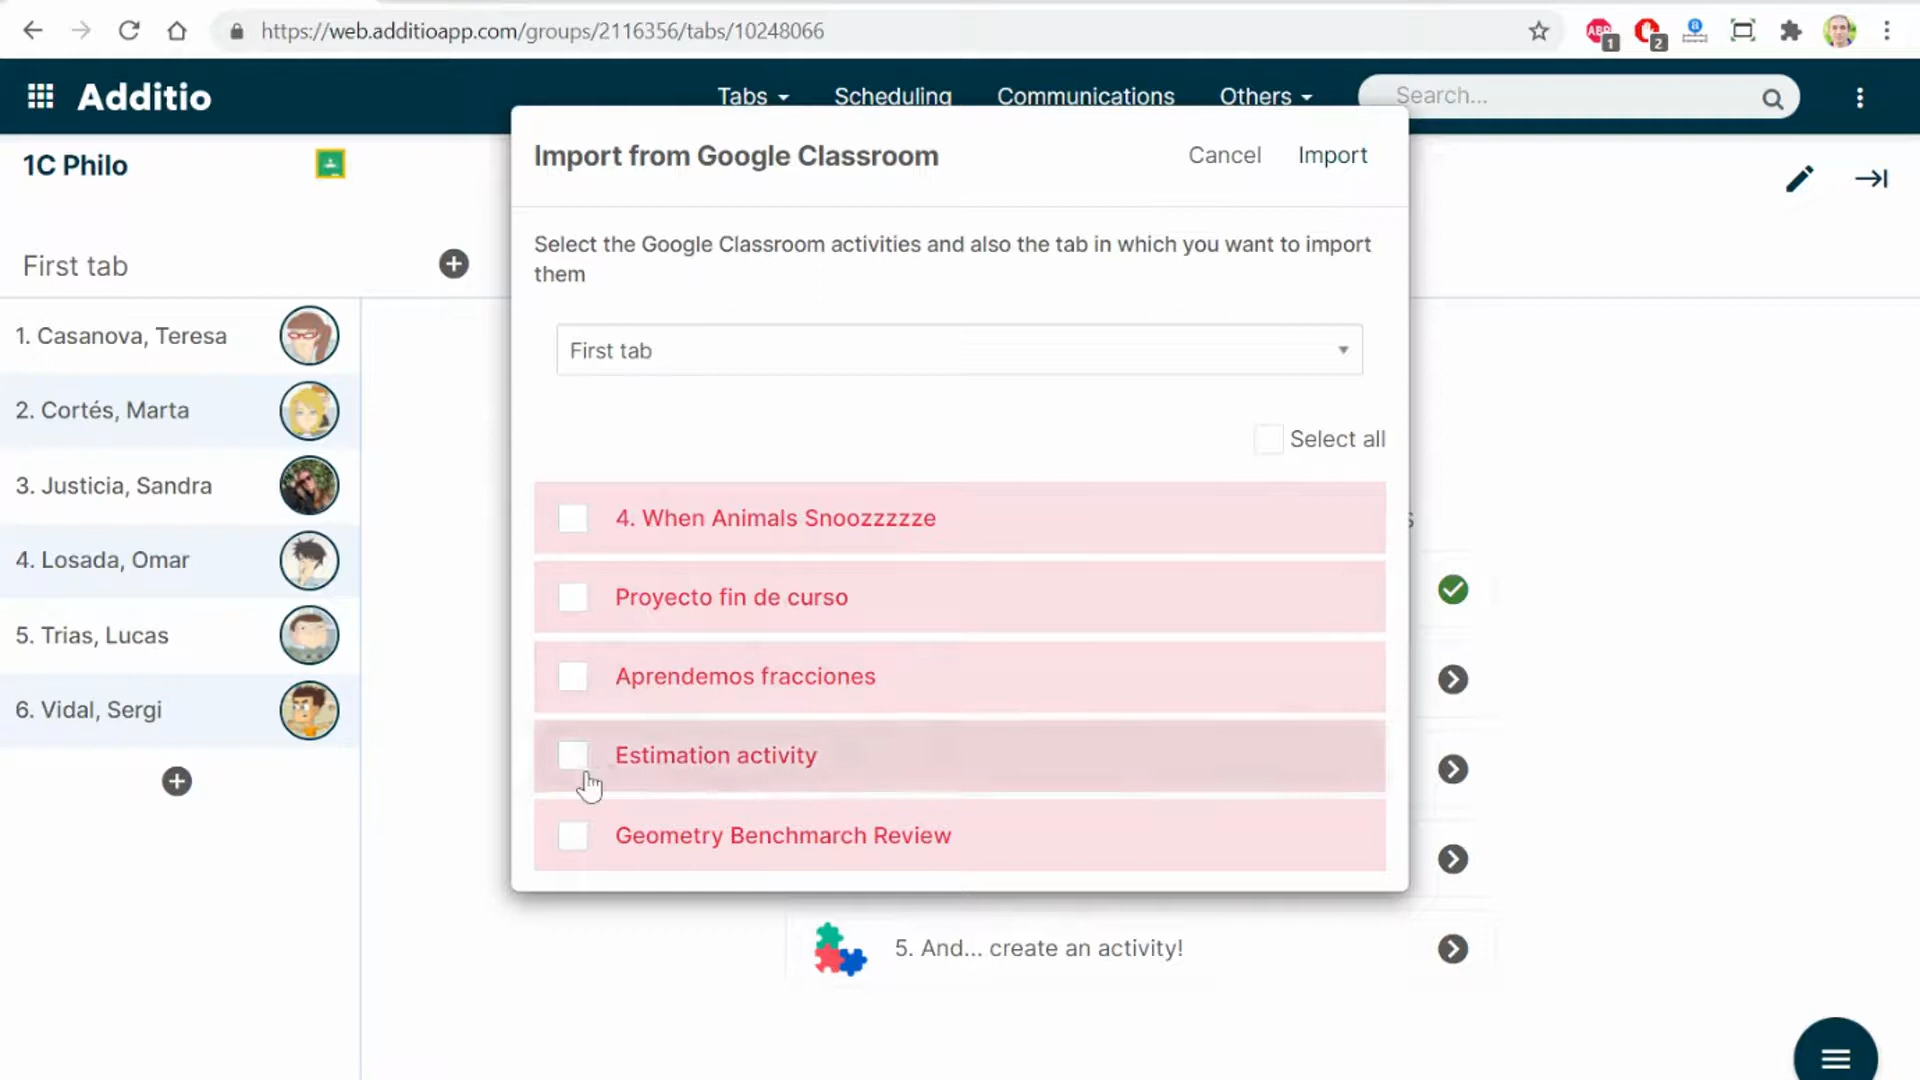 https://web.additioapp.com/groups/2116356/tabs/10248066
ABP 1
2
Additio
Tabs
Scheduling
Communications
Others
Search...
1C Philo
Import from Google Classroom
Cancel
Import
Select the Google Classroom activities and also the tab in which you want to import
them
First tab
First tab
Select all
1. Casanova, Teresa
2. Cortés, Marta
3. Justicia, Sandra
4. Losada, Omar
5. Trias, Lucas
6. Vidal, Sergi
4. When Animals Snoozzzzze
Proyecto fin de curso
Aprendemos fracciones
Estimation activity
Geometry Benchmarch Review
5. And... create an activity!